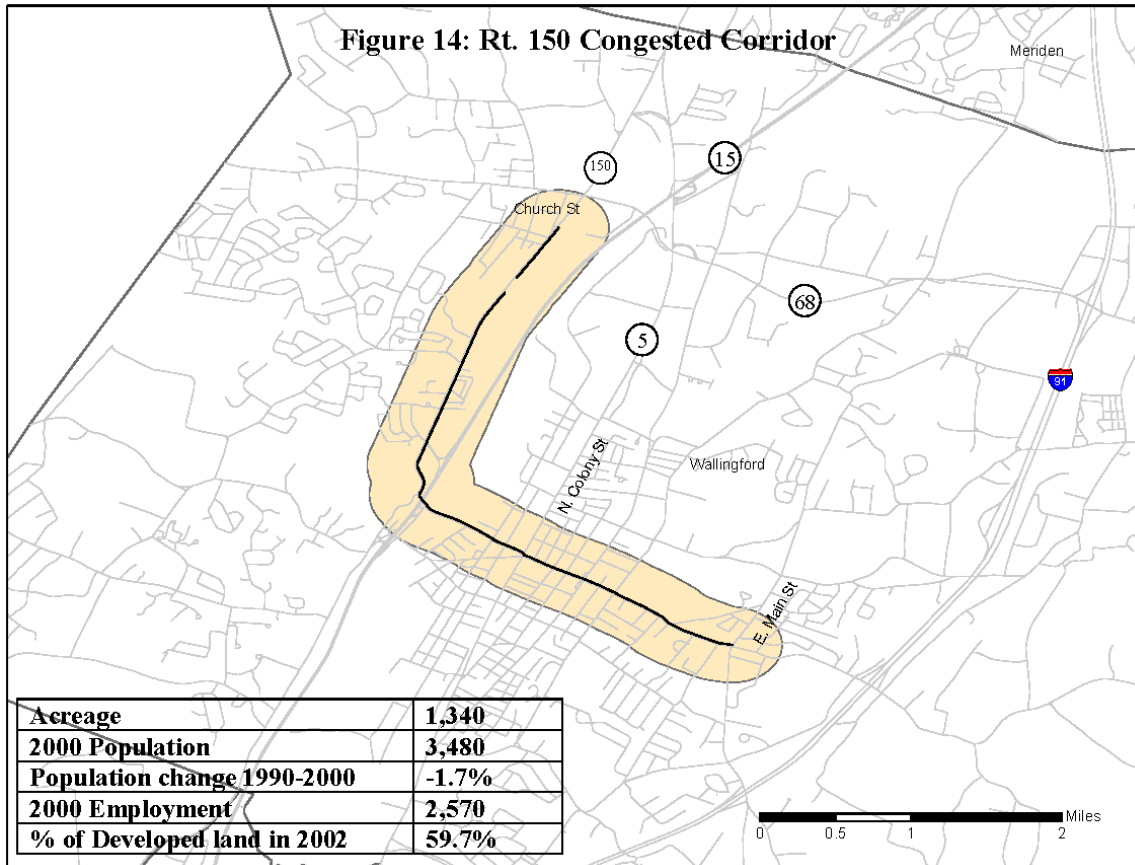 Figure 14: Rt. 150 Congested Corridor
Meriden
150
15
Church St
68
5
91
N. Colony St
Wallingford
E. Main St
Acreage 1,340
2000 Population 3,480
Population change 1990-2000 -1.7%
2000 Employment 2,570
% of Developed land in 2002 59.7%
Miles
0 0.5 1 2